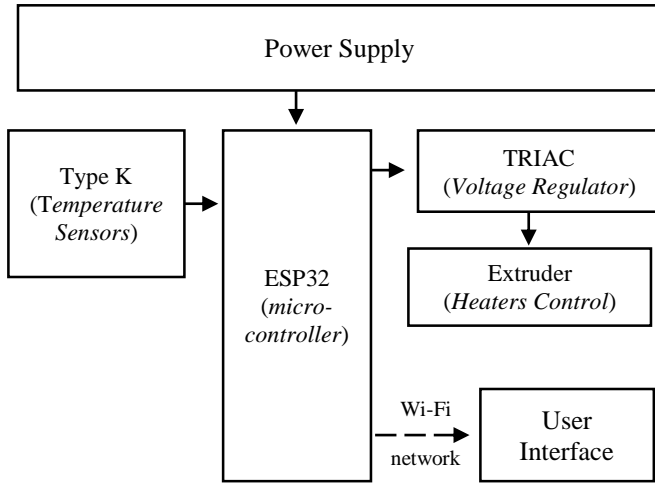 Power Supply
Type K
(Temperature
Sensors)
ESP32
(micro-
controller)
TRIAC
(Voltage Regulator)
Extruder
(Heaters Control)
Wi-Fi
network
User
Interface